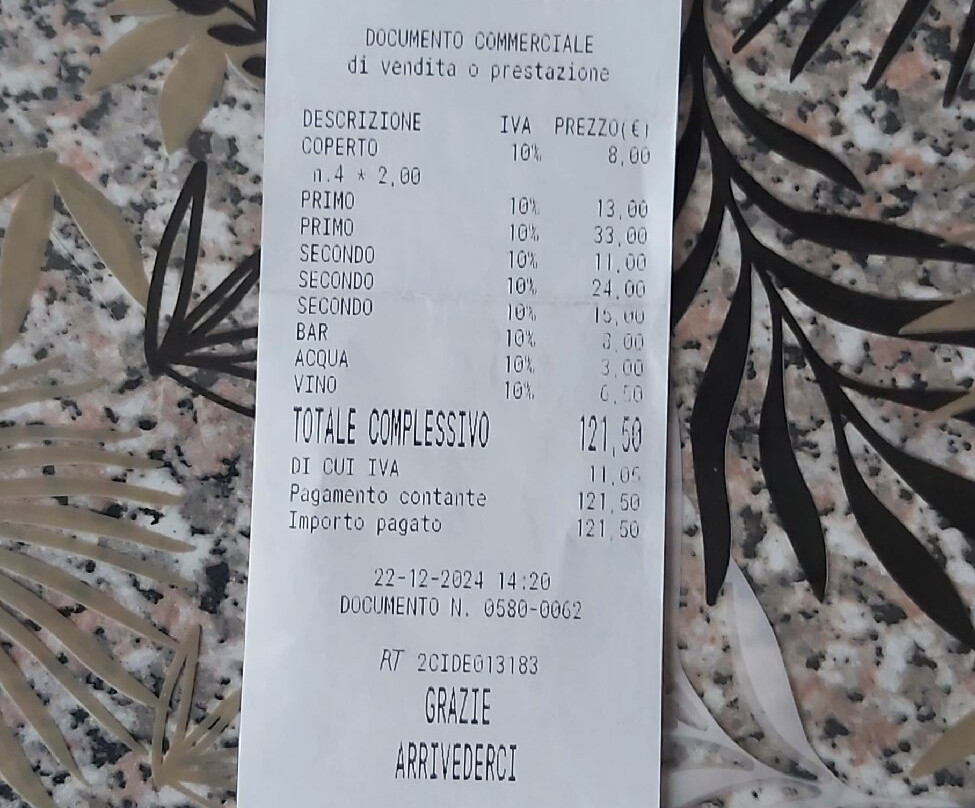 DOCUMENTO COMMERCIALE
di vendita o prestazione
DESCRIZIONE IVA PREZZO(€)
COPERTO 10% 8,00
n.4 * 2,00
PRIMO 10% 13,00
PRIMO 10% 33,00
SECONDO 10% 11,00
SECONDO 10% 24,00
SECONDO 10% 15,00
BAR 10% 8,00
ACQUA 10% 3,00
VINO 10% 6,50
TOTALE COMPLESSIVO 121,50
DI CUI IVA 11,05
Pagamento contante 121,50
Importo pagato 121,50
22-12-2024 14:20
DOCUMENTO N. 0580-0062
RT 2CIDE013183
GRAZIE
ARRIVEDERCI